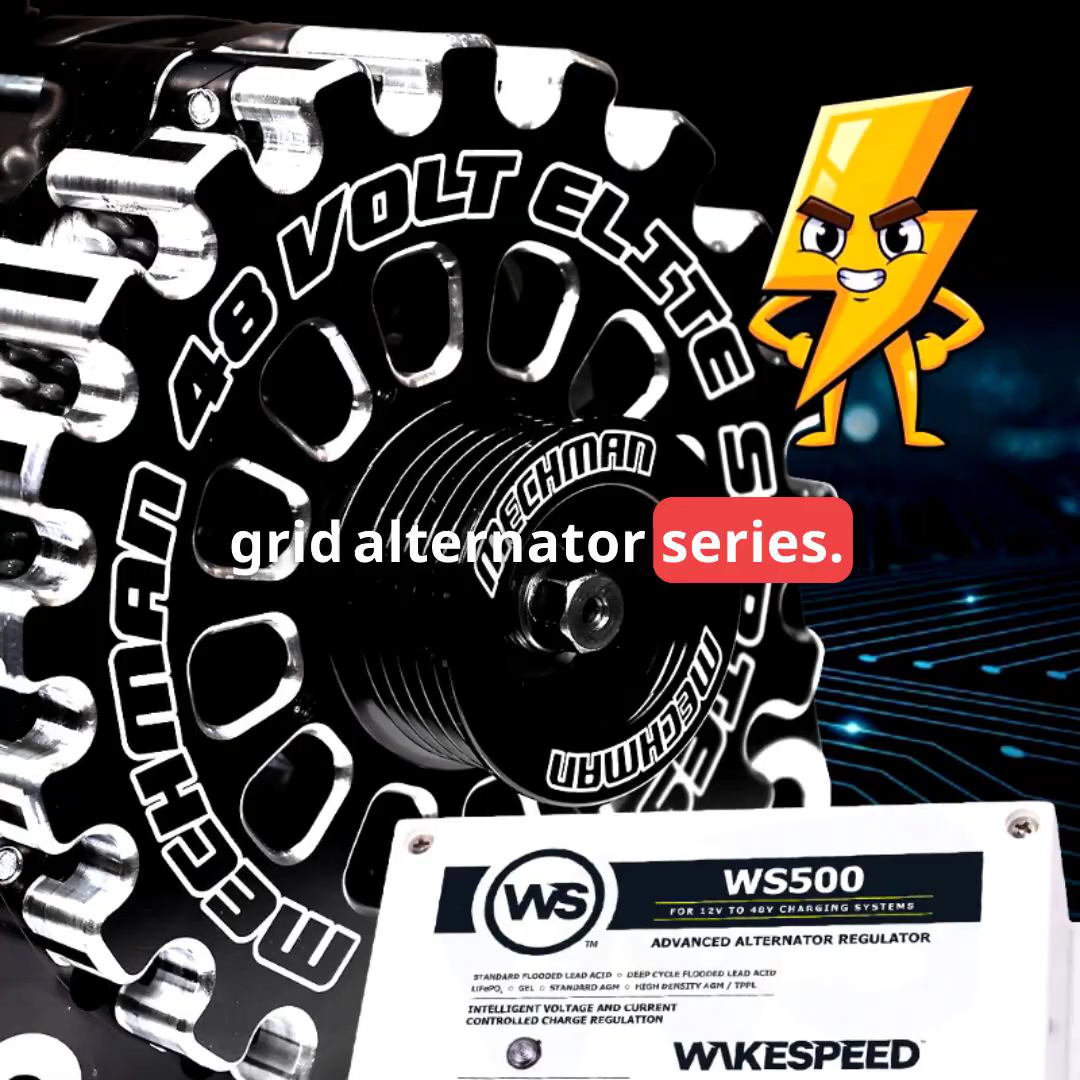 MECHMAN 48 VOLT ELITE SERIES
MECHMAN
grid alternator series.
MECHMAN
WS
TM
WS500
FOR 12V TO 48V CHARGING SYSTEMS
ADVANCED ALTERNATOR REGULATOR
STANDARD FLOODED LEAD ACID ○ DEEP CYCLE FLOODED LEAD ACID
LiFePO₄ ○ GEL ○ STANDARD AGM ○ HIGH DENSITY AGM / TPPL
INTELLIGENT VOLTAGE AND CURRENT
CONTROLLED CHARGE REGULATION
WAKESPEED